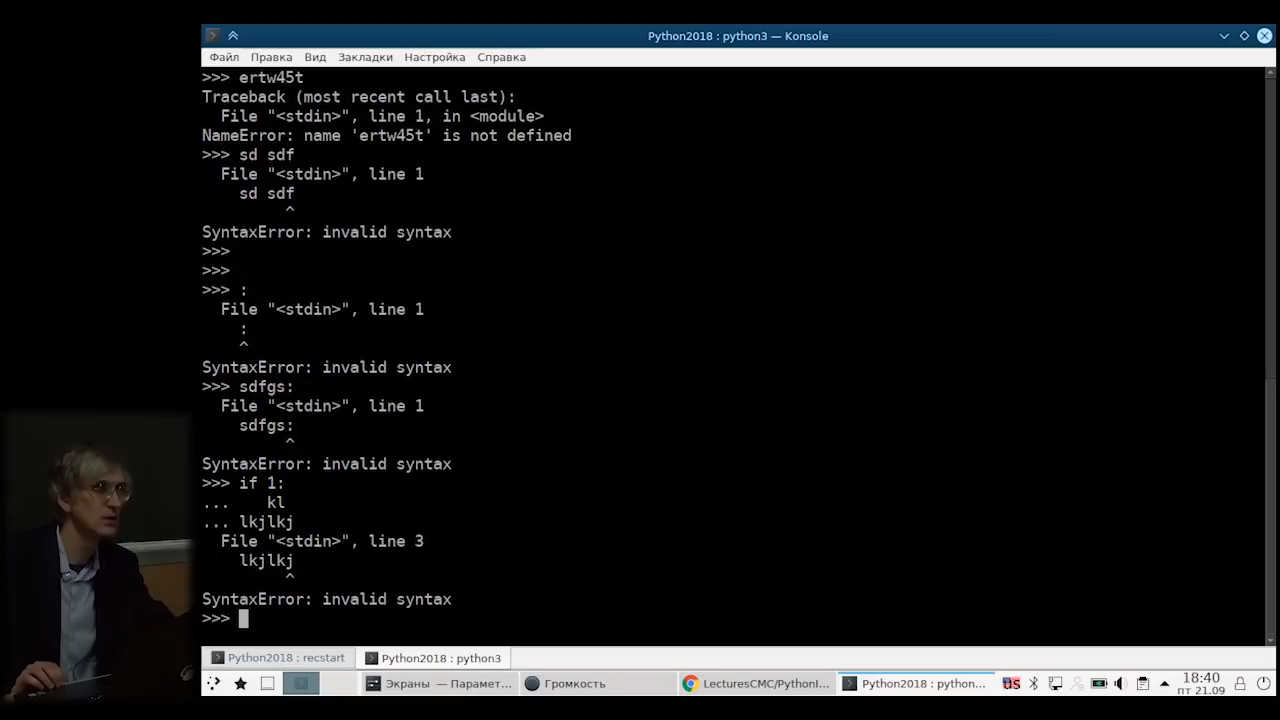 Python2018 : python3 — Konsole
Файл Правка Вид Закладки Настройка Справка
>>> ertw45t
Traceback (most recent call last):
  File "<stdin>", line 1, in <module>
NameError: name 'ertw45t' is not defined
>>> sd sdf
  File "<stdin>", line 1
    sd sdf
         ^
SyntaxError: invalid syntax
>>>
>>>
>>> :
  File "<stdin>", line 1
    :
    ^
SyntaxError: invalid syntax
>>> sdfgs:
  File "<stdin>", line 1
    sdfgs:
         ^
SyntaxError: invalid syntax
>>> if 1:
...    kl
... lkjlkj
  File "<stdin>", line 3
    lkjlkj
         ^
SyntaxError: invalid syntax
>>>
Python2018 : recstart Python2018 : python3
Экраны — Парамет... Громкость LecturesCMC/PythonI... Python2018 : python... us 18:40
пт 21.09